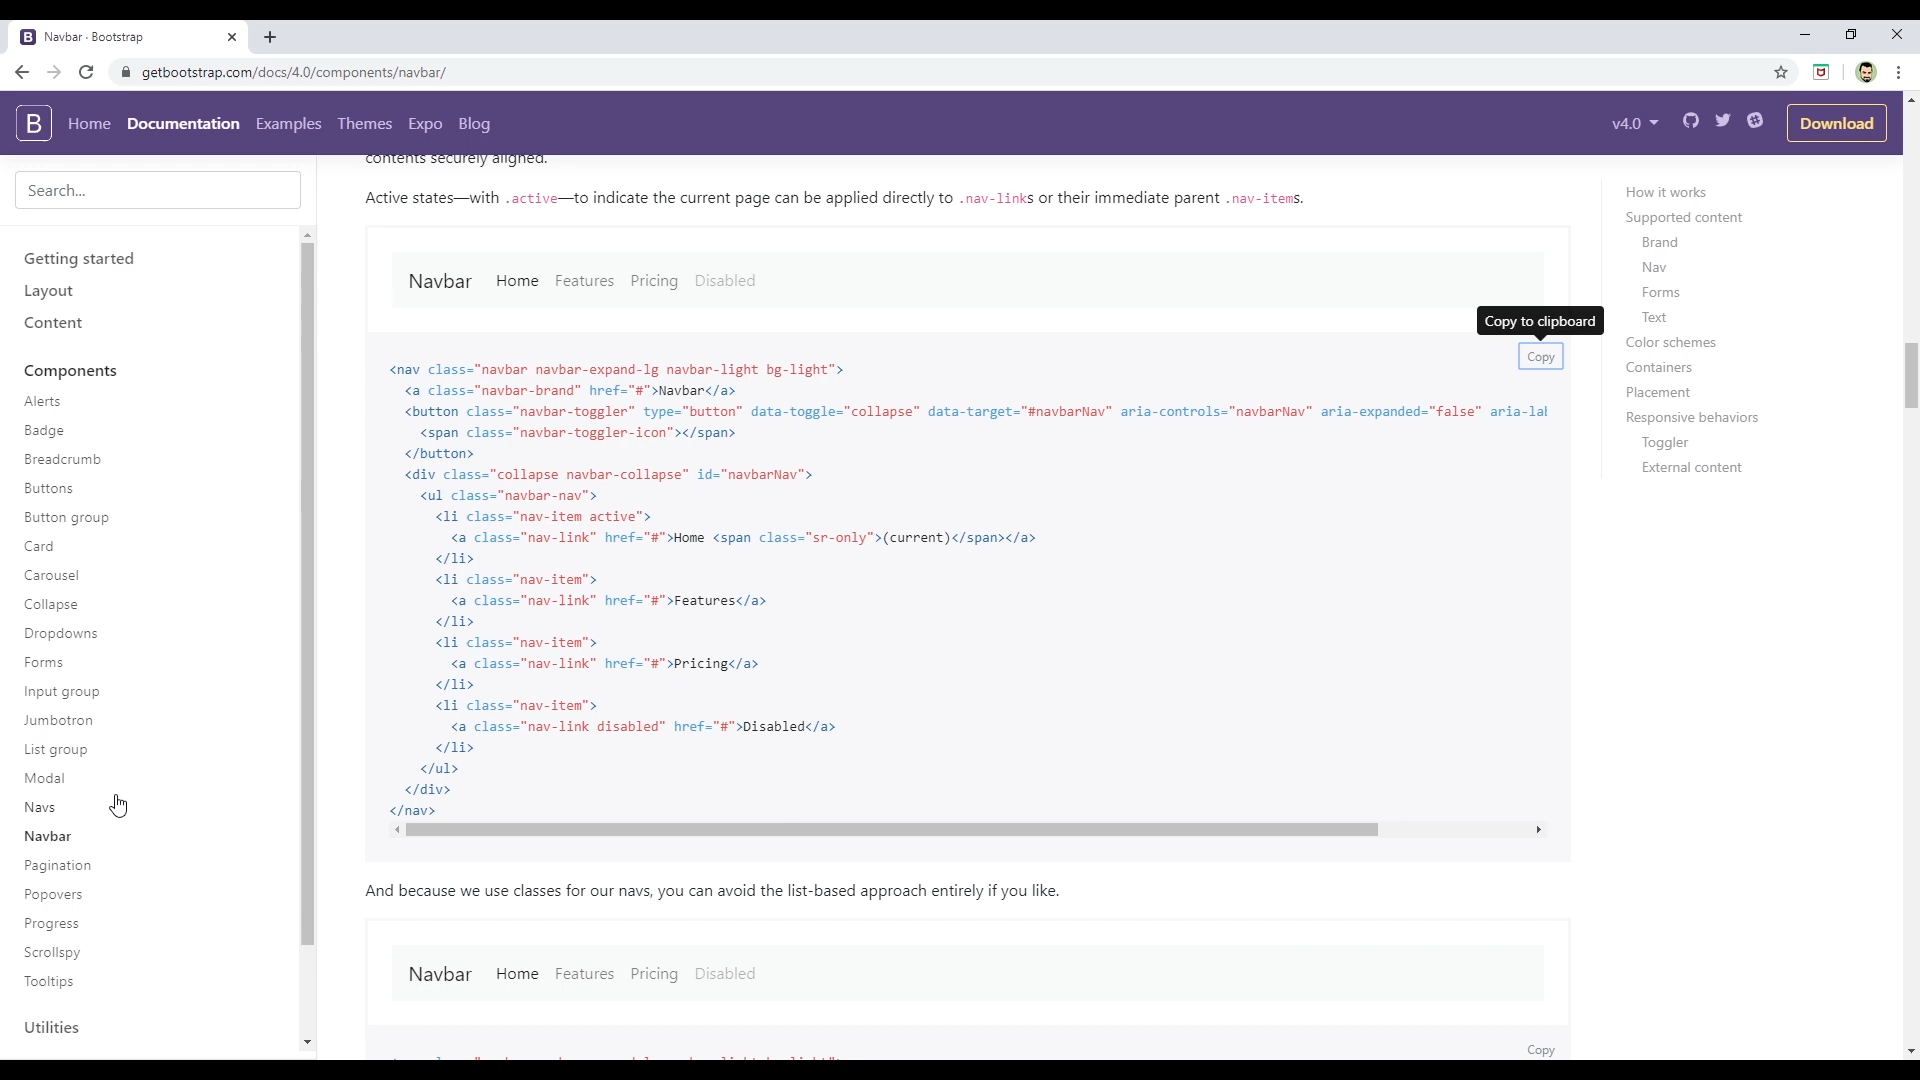 Navbar · Bootstrap
getbootstrap.com/docs/4.0/components/navbar/
B Home Documentation Examples Themes Expo Blog v4.0 Download
Search...
Getting started
Layout
Content
Components
Alerts
Badge
Breadcrumb
Buttons
Button group
Card
Carousel
Collapse
Dropdowns
Forms
Input group
Jumbotron
List group
Modal
Navs
Navbar
Pagination
Popovers
Progress
Scrollspy
Tooltips
Utilities
contents securely aligned.
Active states—with .active—to indicate the current page can be applied directly to .nav-links or their immediate parent .nav-items.
Navbar Home Features Pricing Disabled
Copy to clipboard
Copy
<nav class="navbar navbar-expand-lg navbar-light bg-light">
<a class="navbar-brand" href="#">Navbar</a>
<button class="navbar-toggler" type="button" data-toggle="collapse" data-target="#navbarNav" aria-controls="navbarNav" aria-expanded="false" aria-lab
<span class="navbar-toggler-icon"></span>
</button>
<div class="collapse navbar-collapse" id="navbarNav">
<ul class="navbar-nav">
<li class="nav-item active">
<a class="nav-link" href="#">Home <span class="sr-only">(current)</span></a>
</li>
<li class="nav-item">
<a class="nav-link" href="#">Features</a>
</li>
<li class="nav-item">
<a class="nav-link" href="#">Pricing</a>
</li>
<li class="nav-item">
<a class="nav-link disabled" href="#">Disabled</a>
</li>
</ul>
</div>
</nav>
And because we use classes for our navs, you can avoid the list-based approach entirely if you like.
Navbar Home Features Pricing Disabled
Copy
How it works
Supported content
Brand
Nav
Forms
Text
Color schemes
Containers
Placement
Responsive behaviors
Toggler
External content